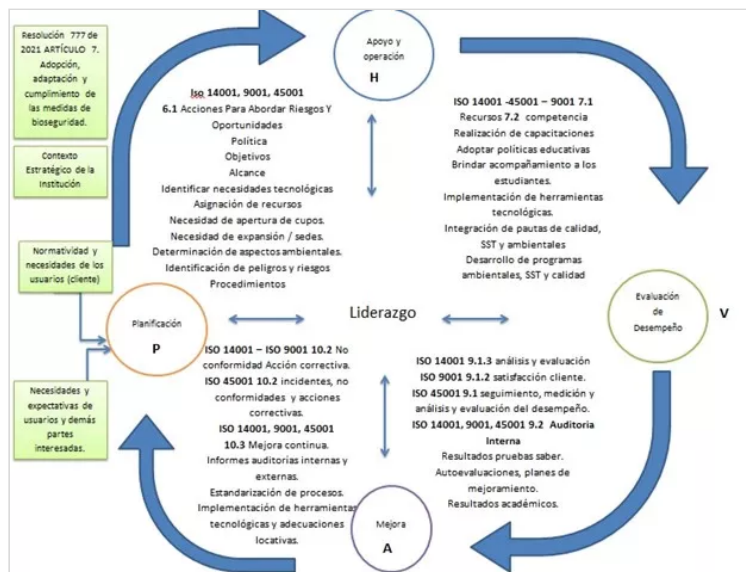 Resolución 777 de
2021 ARTÍCULO 7.
Adopción,
adaptación y
cumplimiento de
las medidas de
bioseguridad.
Contexto
Estratégico de la
Institución
Normatividad y
necesidades de los
usuarios (cliente)
Necesidades y
expectativas de
usuarios y demás
partes
interesadas.
Apoyo y
operación
H
Iso 14001, 9001, 45001
6.1 Acciones Para Abordar Riesgos Y
Oportunidades
Política
Objetivos
Alcance
Identificar necesidades tecnológicas
Asignación de recursos
Necesidad de apertura de cupos.
Necesidad de expansión / sedes.
Determinación de aspectos ambientales.
Identificación de peligros y riesgos
Procedimientos
ISO 14001 -45001 – 9001 7.1
Recursos 7.2 competencia
Realización de capacitaciones
Adoptar políticas educativas
Brindar acompañamiento a los
estudiantes.
Implementación de herramientas
tecnológicas.
Integración de pautas de calidad,
SST y ambientales
Desarrollo de programas
ambientales, SST y calidad
Planificación
P
Liderazgo
Evaluación
de
Desempeño
V
ISO 14001 – ISO 9001 10.2 No
conformidad Acción correctiva.
ISO 45001 10.2 incidentes, no
conformidades y acciones
correctivas.
ISO 14001, 9001, 45001
10.3 Mejora continua.
Informes auditorías internas y
externas.
Estandarización de procesos.
Implementación de herramientas
tecnológicas y adecuaciones
locativas.
ISO 14001 9.1.3 análisis y evaluación
ISO 9001 9.1.2 satisfacción cliente.
ISO 45001 9.1 seguimiento, medición y
análisis y evaluación del desempeño.
ISO 14001, 9001, 45001 9.2 Auditoria
Interna
Resultados pruebas saber.
Autoevaluaciones, planes de
mejoramiento.
Resultados académicos.
Mejora
A